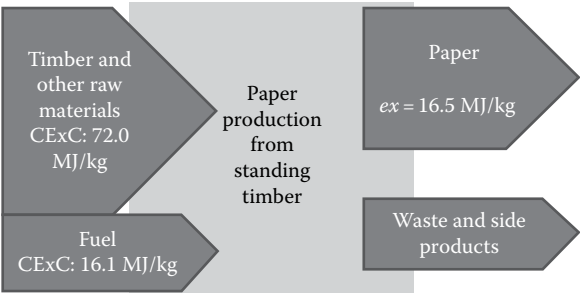 Timber and
other raw
materials
CExC: 72.0
MJ/kg
Fuel
CExC: 16.1 MJ/kg
Paper
production
from
standing
timber
Paper
ex = 16.5 MJ/kg
Waste and side
products